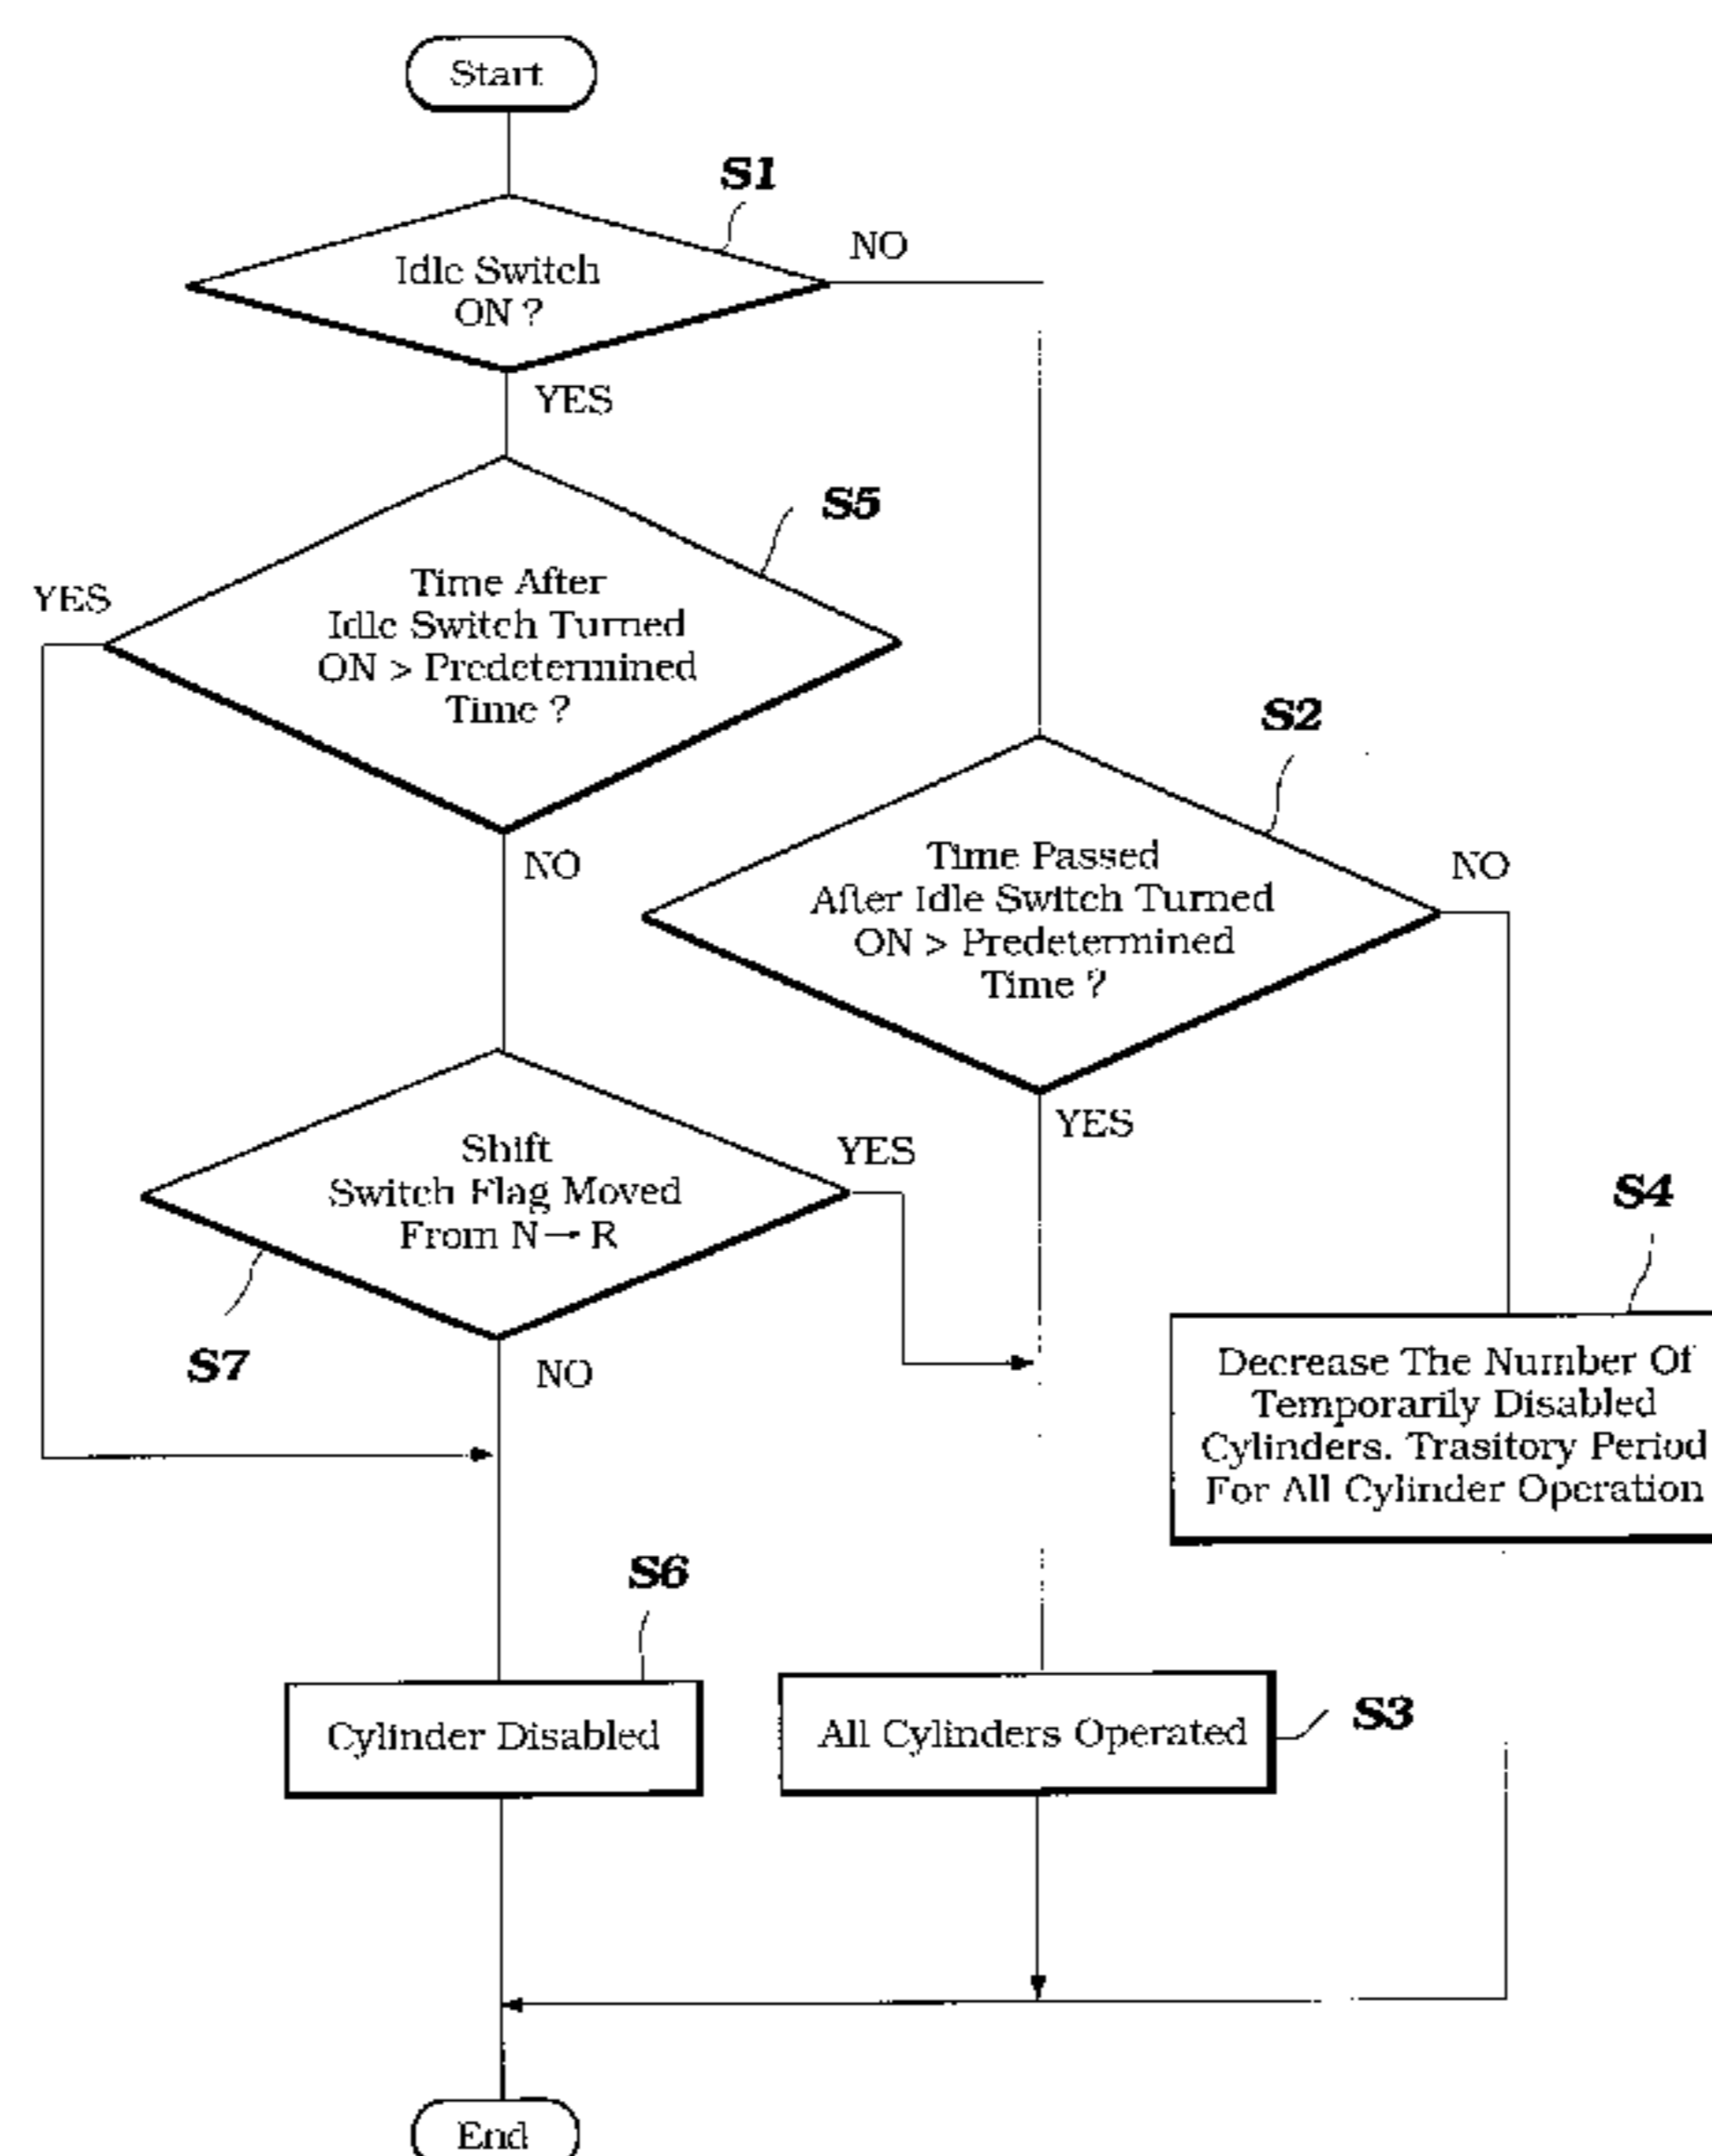 Start
S1
Idle Switch
ON ?
NO
YES
S5
Time After
Idle Switch Turned
ON > Predetermined
Time ?
YES
NO
S2
Time Passed
After Idle Switch Turned
ON > Predetermined
Time ?
NO
YES
Shift
Switch Flag Moved
From N→ R
YES
S7
NO
S4
Decrease The Number Of
Temporarily Disabled
Cylinders. Trasitory Period
For All Cylinder Operation
S6
Cylinder Disabled
All Cylinders Operated
S3
End